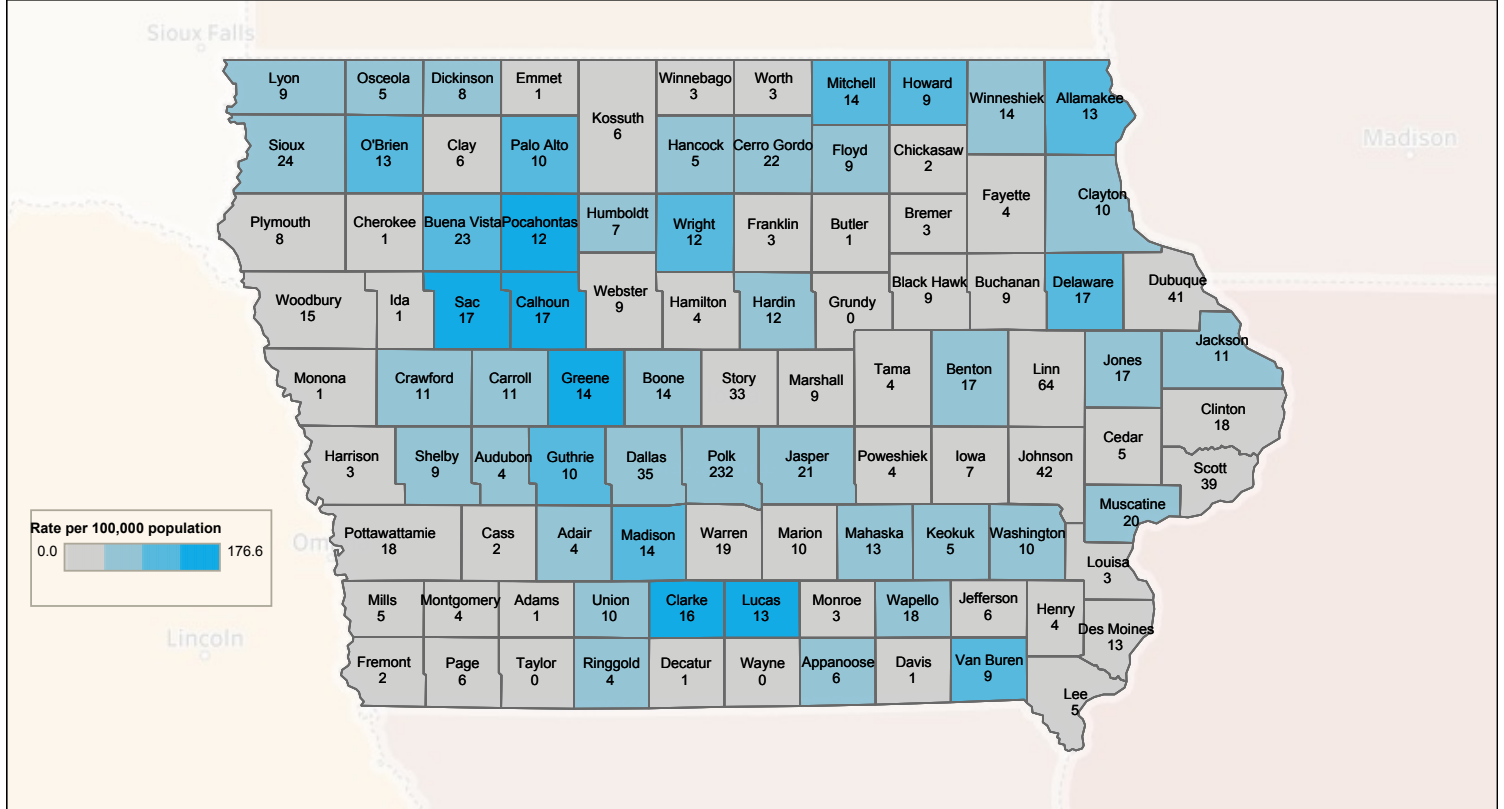 Sioux Falls
Lyon
9
Osceola
5
Dickinson
8
Emmet
1
Kossuth
6
Winnebago
3
Worth
3
Mitchell
14
Howard
9
Winneshiek
14
Allamakee
13
Sioux
24
O'Brien
13
Clay
6
Palo Alto
10
Hancock
5
Cerro Gordo
22
Floyd
9
Chickasaw
2
Madison
Plymouth
8
Cherokee
1
Buena Vista
23
Pocahontas
12
Humboldt
7
Wright
12
Franklin
3
Butler
1
Bremer
3
Fayette
4
Clayton
10
Woodbury
15
Ida
1
Sac
17
Calhoun
17
Webster
9
Hamilton
4
Hardin
12
Grundy
0
Black Hawk
9
Buchanan
9
Delaware
17
Dubuque
41
Monona
1
Crawford
11
Carroll
11
Greene
14
Boone
14
Story
33
Marshall
9
Tama
4
Benton
17
Linn
64
Jones
17
Jackson
11
Clinton
18
Harrison
3
Shelby
9
Audubon
4
Guthrie
10
Dallas
35
Polk
232
Jasper
21
Poweshiek
4
Iowa
7
Johnson
42
Cedar
5
Scott
39
Muscatine
20
Rate per 100,000 population
0.0
176.6
Om
Pottawattamie
18
Cass
2
Adair
4
Madison
14
Warren
19
Marion
10
Mahaska
13
Keokuk
5
Washington
10
Louisa
3
Mills
5
Montgomery
4
Adams
1
Union
10
Clarke
16
Lucas
13
Monroe
3
Wapello
18
Jefferson
6
Henry
4
Des Moines
13
Lincoln
Fremont
2
Page
6
Taylor
0
Ringgold
4
Decatur
1
Wayne
0
Appanoose
6
Davis
1
Van Buren
9
Lee
5